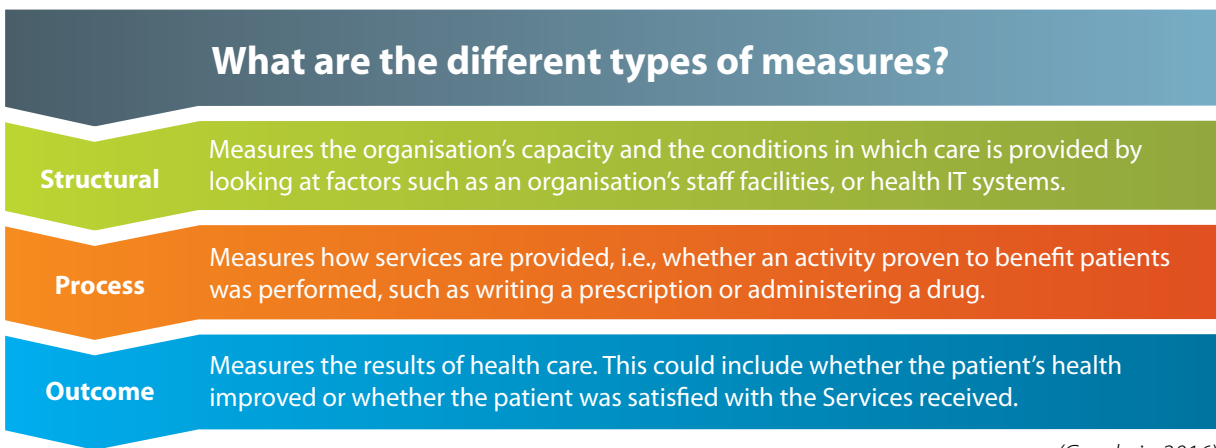 What are the different types of measures?
Structural
Measures the organisation's capacity and the conditions in which care is provided by
looking at factors such as an organisation's staff facilities, or health IT systems.
Process
Measures how services are provided, i.e., whether an activity proven to benefit patients
was performed, such as writing a prescription or administering a drug.
Outcome
Measures the results of health care. This could include whether the patient's health
improved or whether the patient was satisfied with the Services received.